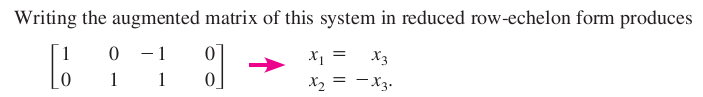 Writing the augmented matrix of this system in reduced row-echelon form produces
[1 0 −1 0] x₁ = x₃
[0 1 1 0] x₂ = −x₃.